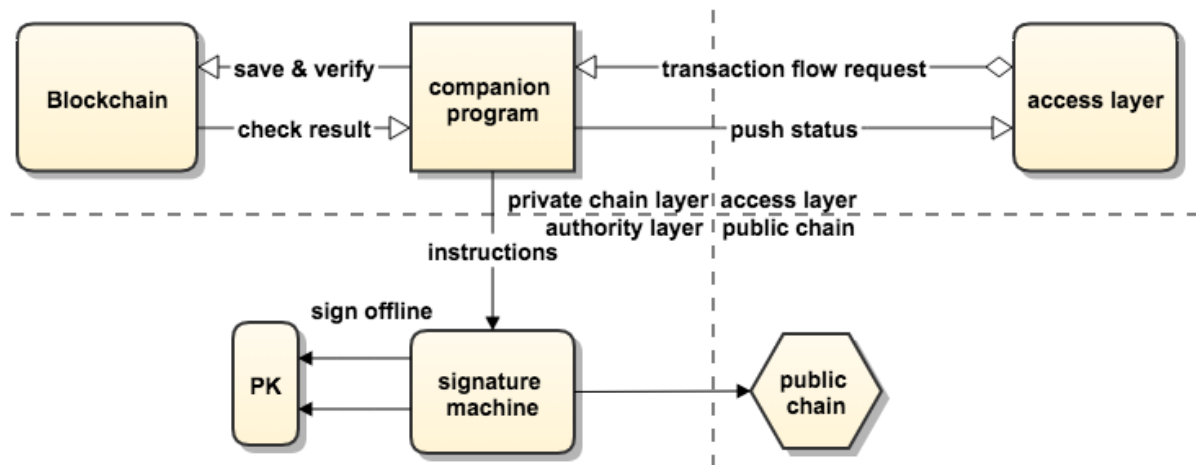 Blockchain
save & verify
check result
companion
program
transaction flow request
push status
access layer
private chain layer
access layer
authority layer
public chain
instructions
sign offline
PK
signature
machine
public
chain